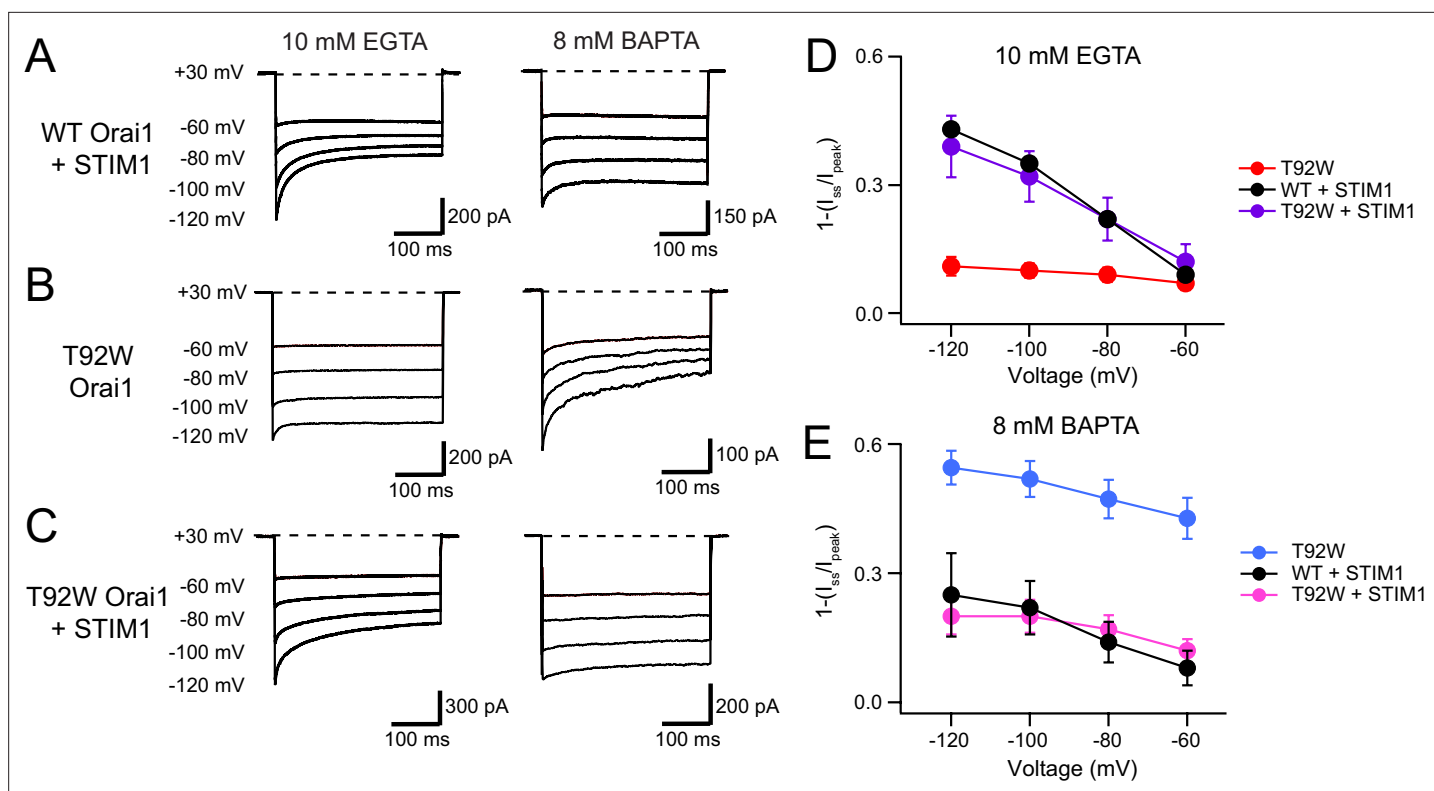 10 mM EGTA
8 mM BAPTA
A
WT Orai1
+ STIM1
+30 mV
-60 mV
-80 mV
-100 mV
-120 mV
200 pA
100 ms
150 pA
100 ms
B
T92W
Orai1
+30 mV
-60 mV
-80 mV
-100 mV
-120 mV
200 pA
100 ms
100 pA
100 ms
C
T92W Orai1
+ STIM1
+30 mV
-60 mV
-80 mV
-100 mV
-120 mV
300 pA
100 ms
200 pA
100 ms
D
10 mM EGTA
0.6
0.3
0.0
1-(Iss/Ipeak)
-120
-100
-80
-60
Voltage (mV)
T92W
WT + STIM1
T92W + STIM1
E
8 mM BAPTA
0.6
0.3
0.0
1-(Iss/Ipeak)
-120
-100
-80
-60
Voltage (mV)
T92W
WT + STIM1
T92W + STIM1